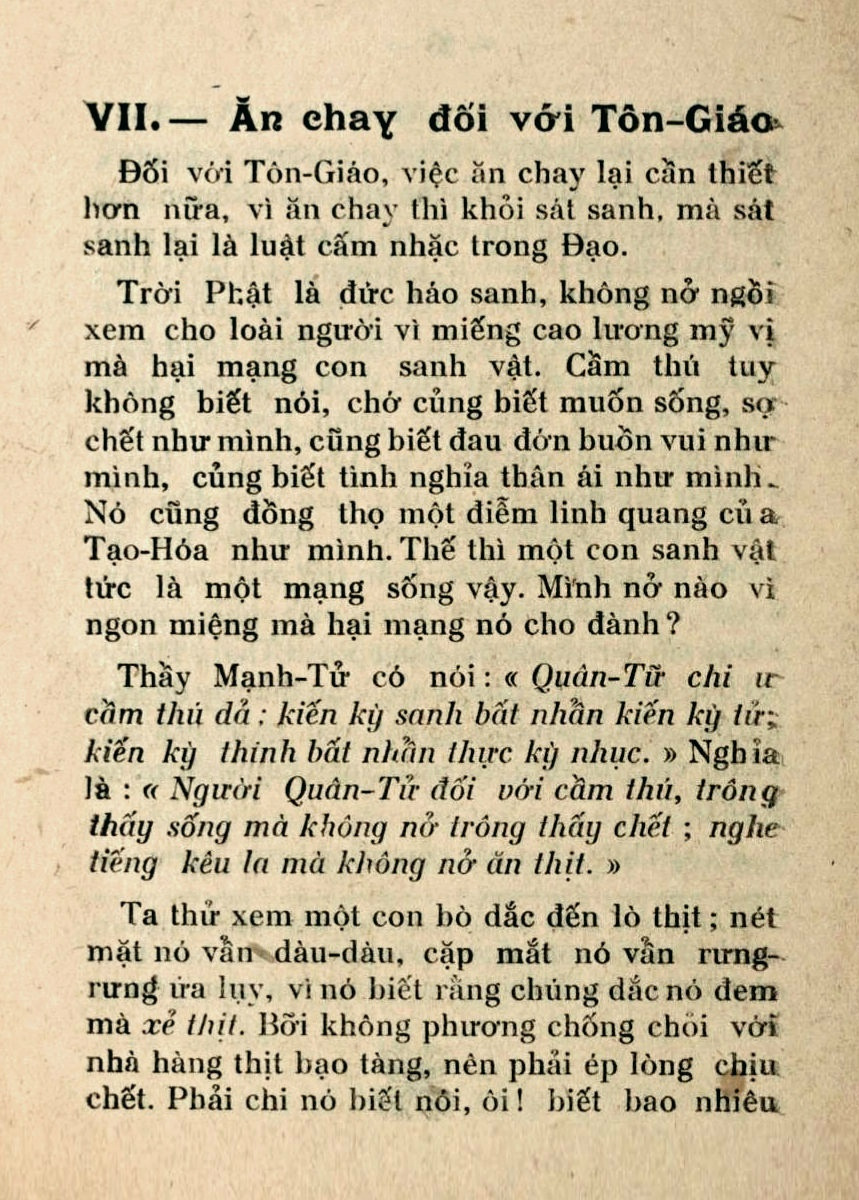 VII. — Ăn chay đối với Tôn-Giáo
Đối với Tôn-Giáo, việc ăn chay lại cần thiết
hơn nữa, vì ăn chay thì khỏi sát sanh, mà sát
sanh lại là luật cấm nhặc trong Đạo.
Trời Phật là đức háo sanh, không nở ngồi
xem cho loài người vì miếng cao lương mỹ vị
mà hại mạng con sanh vật. Cầm thú tuy
không biết nói, chớ củng biết muốn sống, sợ
chết như mình, cũng biết đau đớn buồn vui như
mình, củng biết tình nghĩa thân ái như mình.
Nó cũng đồng thọ một điểm linh quang của
Tạo-Hóa như mình. Thế thì một con sanh vật
tức là một mạng sống vậy. Mình nở nào vì
ngon miệng mà hại mạng nó cho đành?
Thầy Mạnh-Tử có nói: « Quân-Tữ chi ư
cầm thú dả: kiến kỳ sanh bất nhẫn kiến kỳ tử;
kiến kỳ thinh bất nhẫn thực kỳ nhục. » Nghỉa
là : « Người Quân-Tử đối với cầm thú, trông
thấy sống mà không nở trông thấy chết ; nghe
tiếng kêu la mà không nở ăn thịt. »
Ta thử xem một con bò dắc đến lò thịt ; nét
mặt nó vẫn dàu-dàu, cặp mắt nó vẫn rưng-
rưng ứa lụy, vì nó biết rằng chúng dắc nó đem
mà xẻ thịt. Bỡi không phương chống chỏi với
nhà hàng thịt bạo tàng, nên phải ép lòng chịu
chết. Phải chi nó biết nói, ôi! biết bao nhiêu